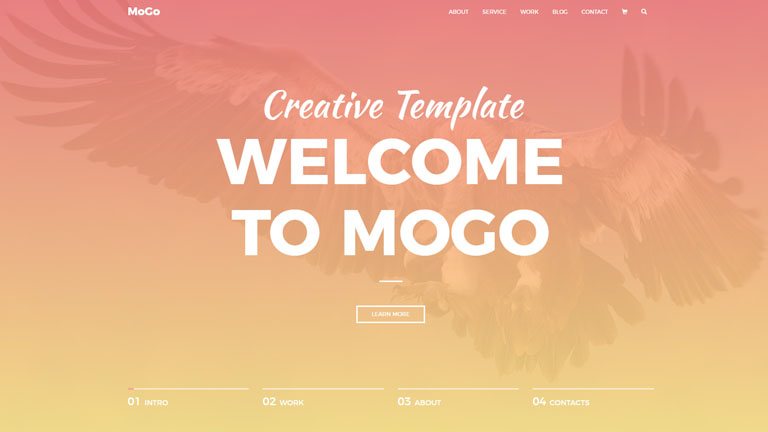 MoGo
ABOUT SERVICE WORK BLOG CONTACT
Creative Template
WELCOME
TO MOGO
LEARN MORE
01 INTRO
02 WORK
03 ABOUT
04 CONTACTS